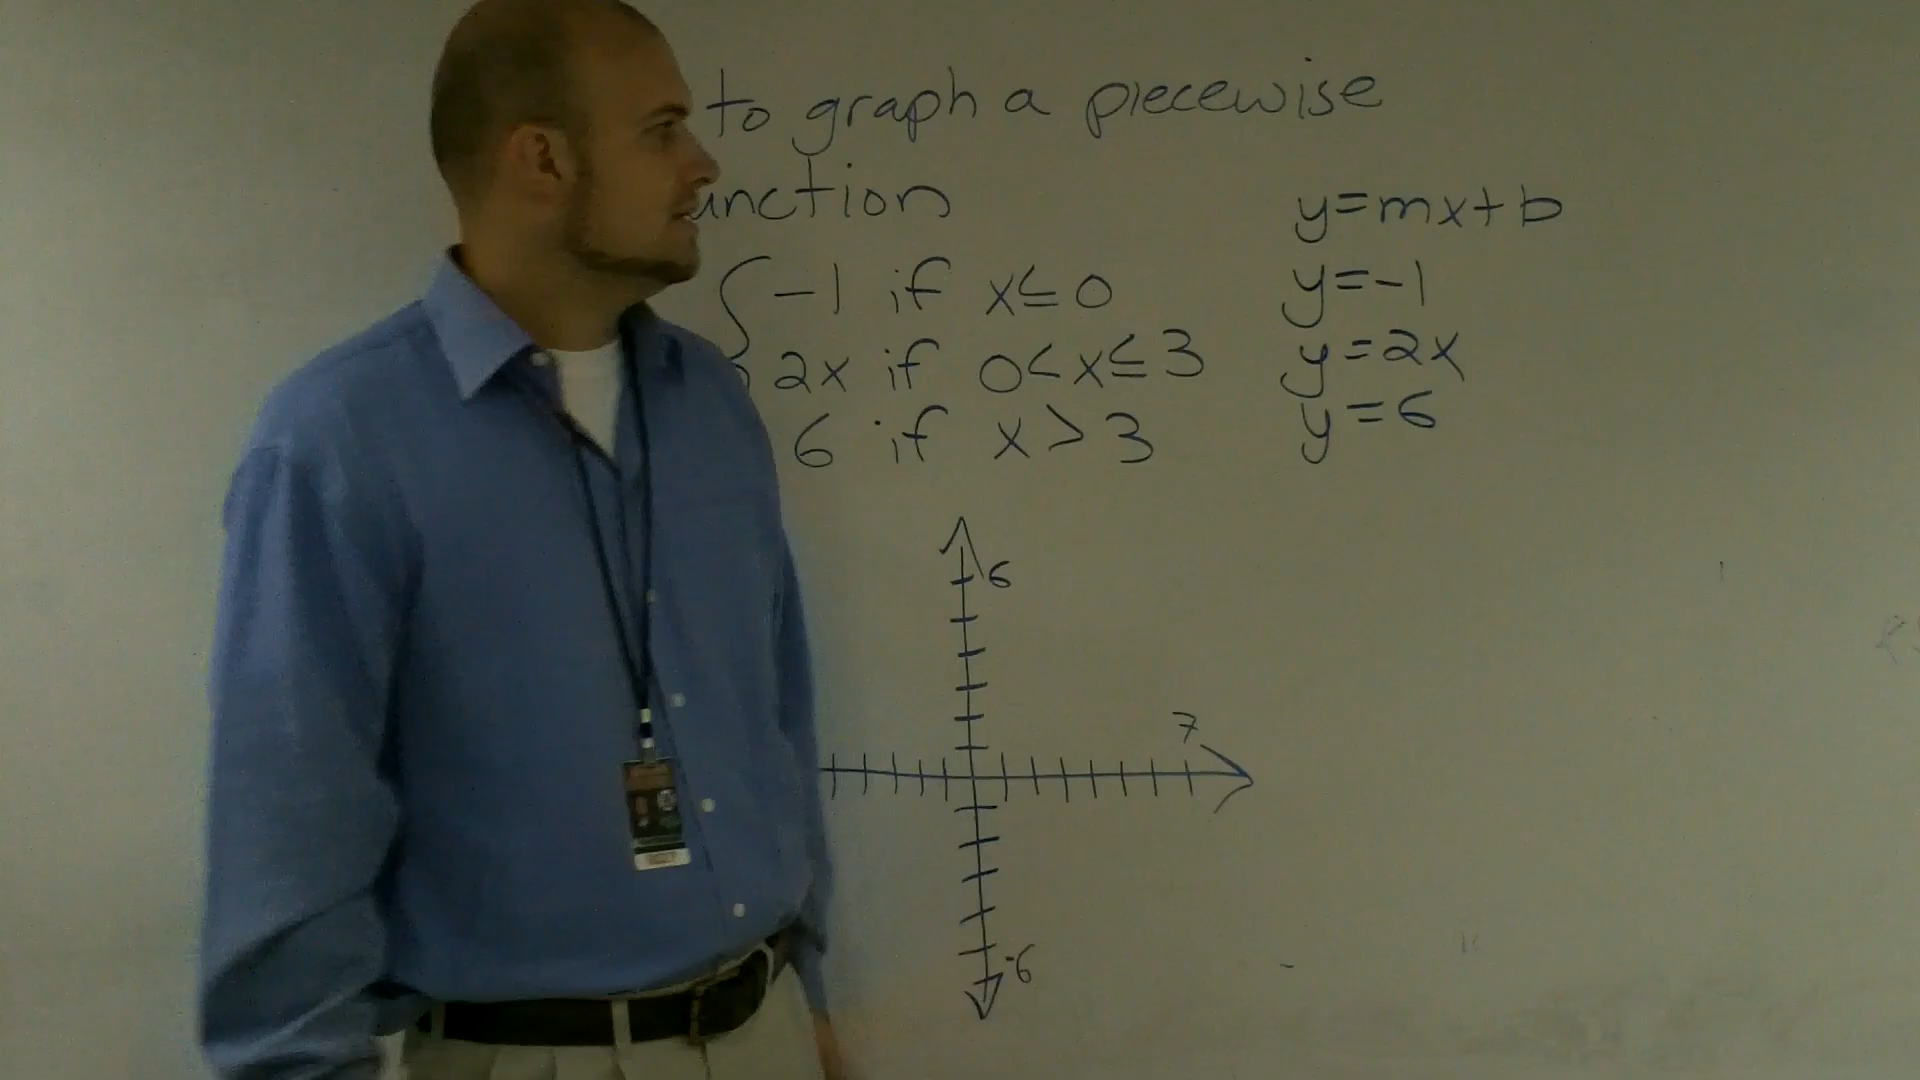 to graph a piecewise
unction
y=mx+b
-1 if x≤0
y=-1
2x if 0<x≤3
y=2x
6 if x>3
y=6
6
7
-6